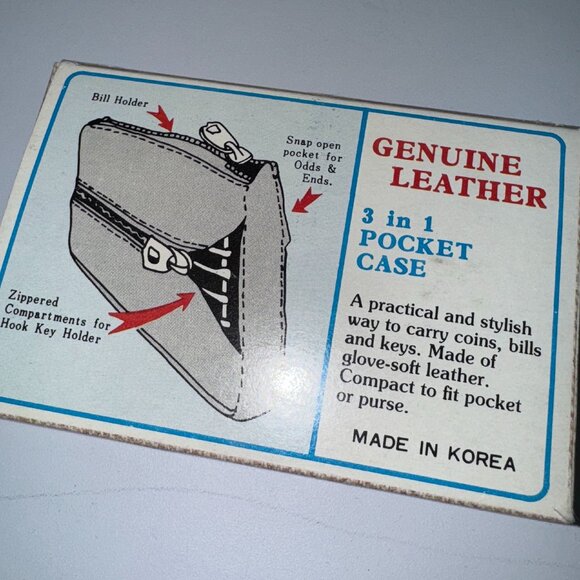 Bill Holder
Snap open
pocket for
Odds &
Ends.
Zippered
Compartments for
Hook Key Holder
GENUINE
LEATHER
3 in 1
POCKET
CASE
A practical and stylish
way to carry coins, bills
and keys. Made of
glove-soft leather.
Compact to fit pocket
or purse.
MADE IN KOREA